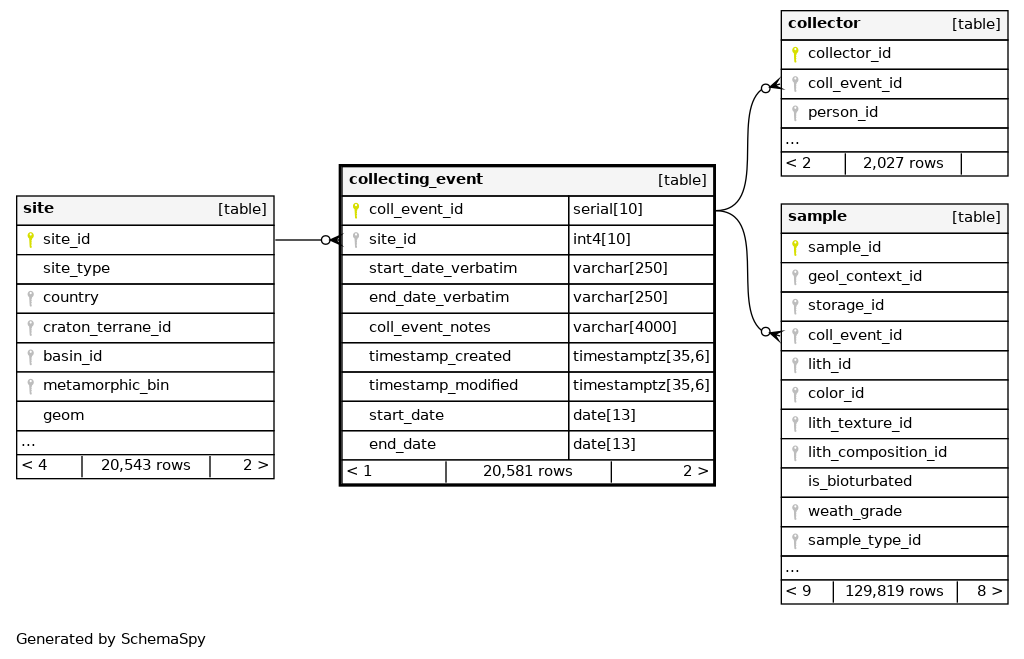 collector [table]
collector_id
coll_event_id
person_id
...
< 2 2,027 rows
collecting_event [table]
coll_event_id serial[10]
site_id int4[10]
start_date_verbatim varchar[250]
end_date_verbatim varchar[250]
coll_event_notes varchar[4000]
timestamp_created timestamptz[35,6]
timestamp_modified timestamptz[35,6]
start_date date[13]
end_date date[13]
< 1 20,581 rows 2 >
site [table]
site_id
site_type
country
craton_terrane_id
basin_id
metamorphic_bin
geom
...
< 4 20,543 rows 2 >
sample [table]
sample_id
geol_context_id
storage_id
coll_event_id
lith_id
color_id
lith_texture_id
lith_composition_id
is_bioturbated
weath_grade
sample_type_id
...
< 9 129,819 rows 8 >
Generated by SchemaSpy